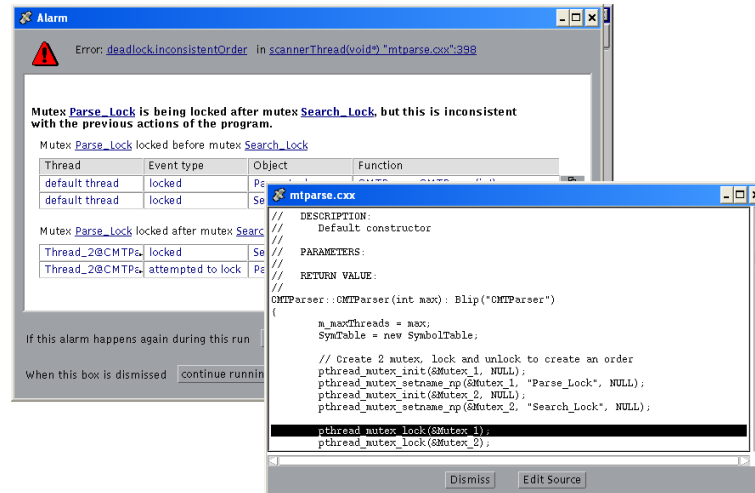 Alarm
Error: deadlock.inconsistentOrder in scannerThread(void*) "mtparse.cxx":398
Mutex Parse_Lock is being locked after mutex Search_Lock, but this is inconsistent
with the previous actions of the program.
Mutex Parse_Lock locked before mutex Search_Lock
Thread Event type Object Function
default thread locked
default thread locked
Mutex Parse_Lock locked after mutex
Thread_2@CMTPa locked
Thread_2@CMTPa attempted to lock
If this alarm happens again during this run
When this box is dismissed continue runnin
mtparse.cxx
// DESCRIPTION:
// Default constructor
//
// PARAMETERS:
//
// RETURN VALUE:
//
CMTParser::CMTParser(int max): Blip("CMTParser")
{
m_maxThreads = max;
SymTable = new SymbolTable;
// Create 2 mutex, lock and unlock to create an order
pthread_mutex_init(&Mutex_1, NULL);
pthread_mutex_setname_np(&Mutex_1, "Parse_Lock", NULL);
pthread_mutex_init(&Mutex_2, NULL);
pthread_mutex_setname_np(&Mutex_2, "Search_Lock", NULL);
pthread_mutex_lock(&Mutex_1);
pthread_mutex_lock(&Mutex_2);
Dismiss Edit Source